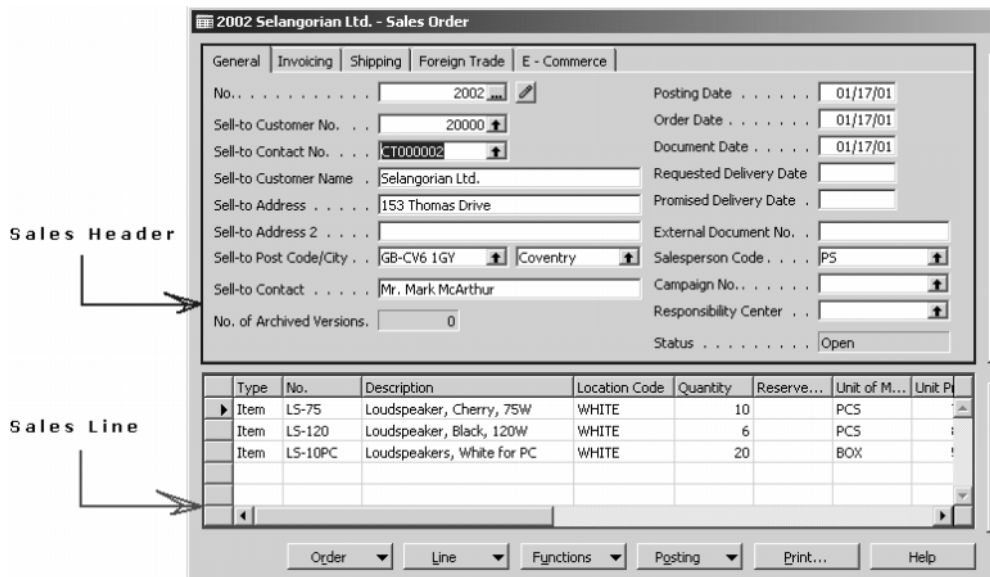 2002 Selangorian Ltd. - Sales Order
General Invoicing Shipping Foreign Trade E - Commerce
No. . . . . . . . . . . . 2002 ... Posting Date . . . . . . 01/17/01
Sell-to Customer No. . . . 20000 Order Date . . . . . . . 01/17/01
Sell-to Contact No. . . . . CT000002 Document Date . . . . . 01/17/01
Sell-to Customer Name . Selangorian Ltd. Requested Delivery Date
Sell-to Address . . . . . 153 Thomas Drive Promised Delivery Date .
Sales Header
Sell-to Address 2 . . . . External Document No. . .
Sell-to Post Code/City . . GB-CV6 1GY Coventry Salesperson Code . . . . PS
Sell-to Contact . . . . . Mr. Mark McArthur Campaign No. . . . . . .
No. of Archived Versions. 0 Responsibility Center . .
Status . . . . . . . . . Open
Type No. Description Location Code Quantity Reserve... Unit of M... Unit
Item LS-75 Loudspeaker, Cherry, 75W WHITE 10 PCS
Sales Line
Item LS-120 Loudspeaker, Black, 120W WHITE 6 PCS
Item LS-10PC Loudspeakers, White for PC WHITE 20 BOX
Order Line Functions Posting Print... Help